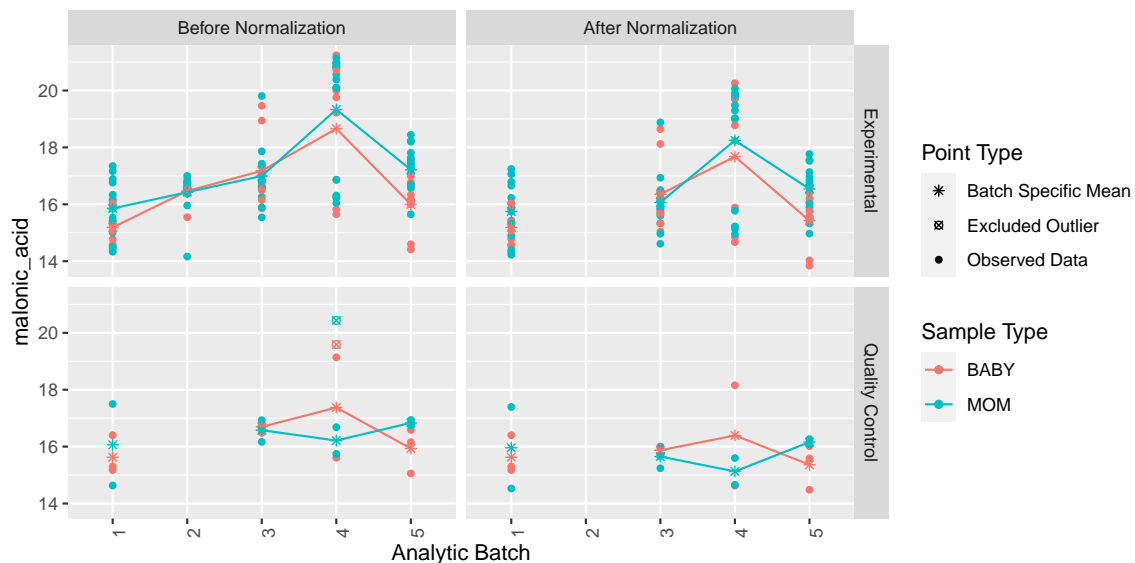 Before Normalization
After Normalization
malonic_acid
20
18
16
14
Experimental
20
18
16
14
Quality Control
1
2
3
4
5
1
2
3
4
5
Analytic Batch
Point Type
Batch Specific Mean
Excluded Outlier
Observed Data
Sample Type
BABY
MOM